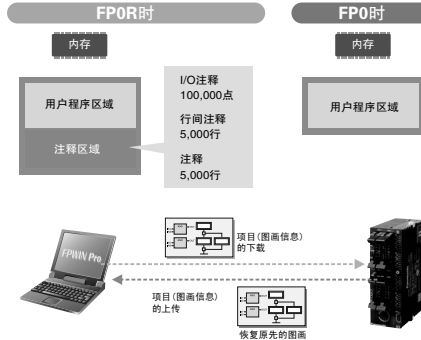 FP0R时
FP0时
内存
内存
用户程序区域
注释区域
I/O注释
100,000点
行间注释
5,000行
注释
5,000行
用户程序区域
FPWIN Pro
项目(图画信息)
的下载
项目(图画信息)
的上传
恢复原先的图画